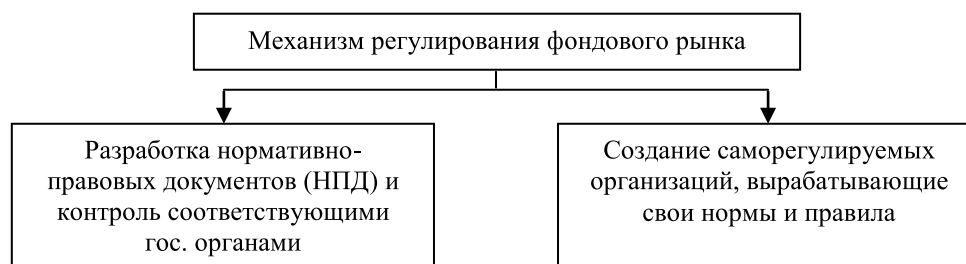 Механизм регулирования фондового рынка
Разработка нормативно-
правовых документов (НПД) и
контроль соответствующими
гос. органами
Создание саморегулируемых
организаций, вырабатывающие
свои нормы и правила